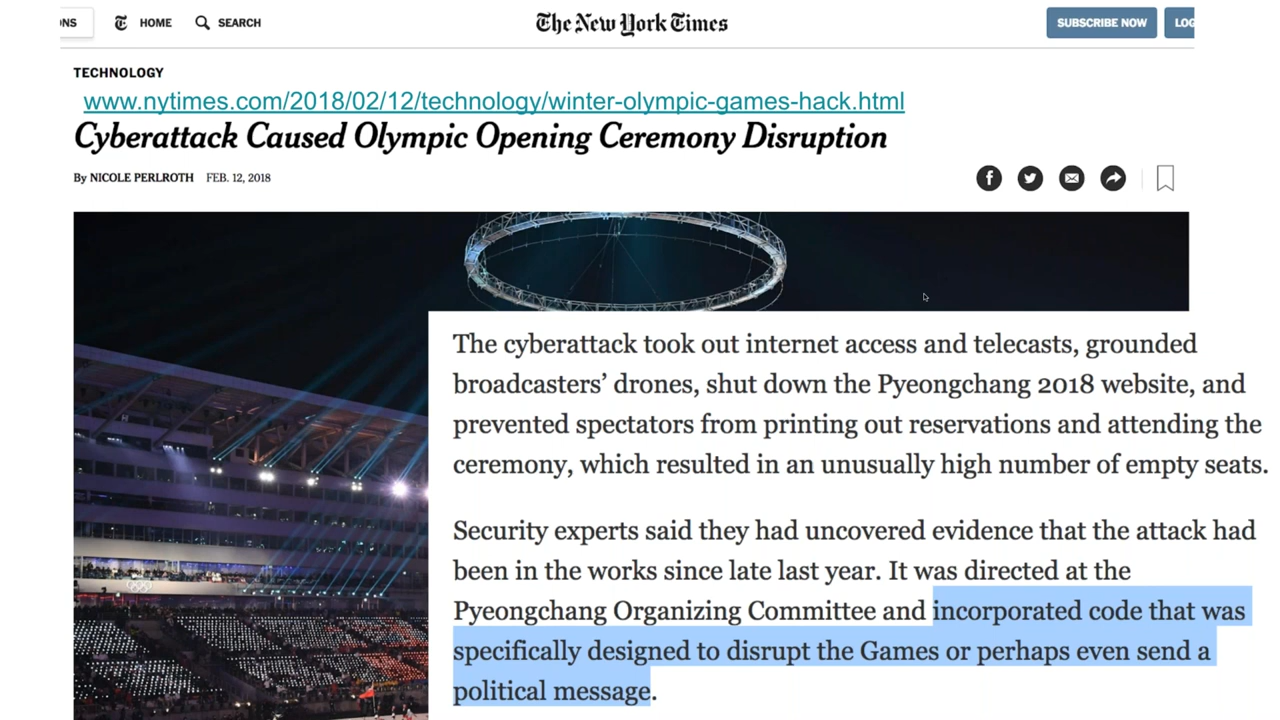 ONS HOME SEARCH The New York Times SUBSCRIBE NOW LOG
TECHNOLOGY
www.nytimes.com/2018/02/12/technology/winter-olympic-games-hack.html
Cyberattack Caused Olympic Opening Ceremony Disruption
By NICOLE PERLROTH FEB. 12, 2018
The cyberattack took out internet access and telecasts, grounded
broadcasters’ drones, shut down the Pyeongchang 2018 website, and
prevented spectators from printing out reservations and attending the
ceremony, which resulted in an unusually high number of empty seats.
Security experts said they had uncovered evidence that the attack had
been in the works since late last year. It was directed at the
Pyeongchang Organizing Committee and incorporated code that was
specifically designed to disrupt the Games or perhaps even send a
political message.